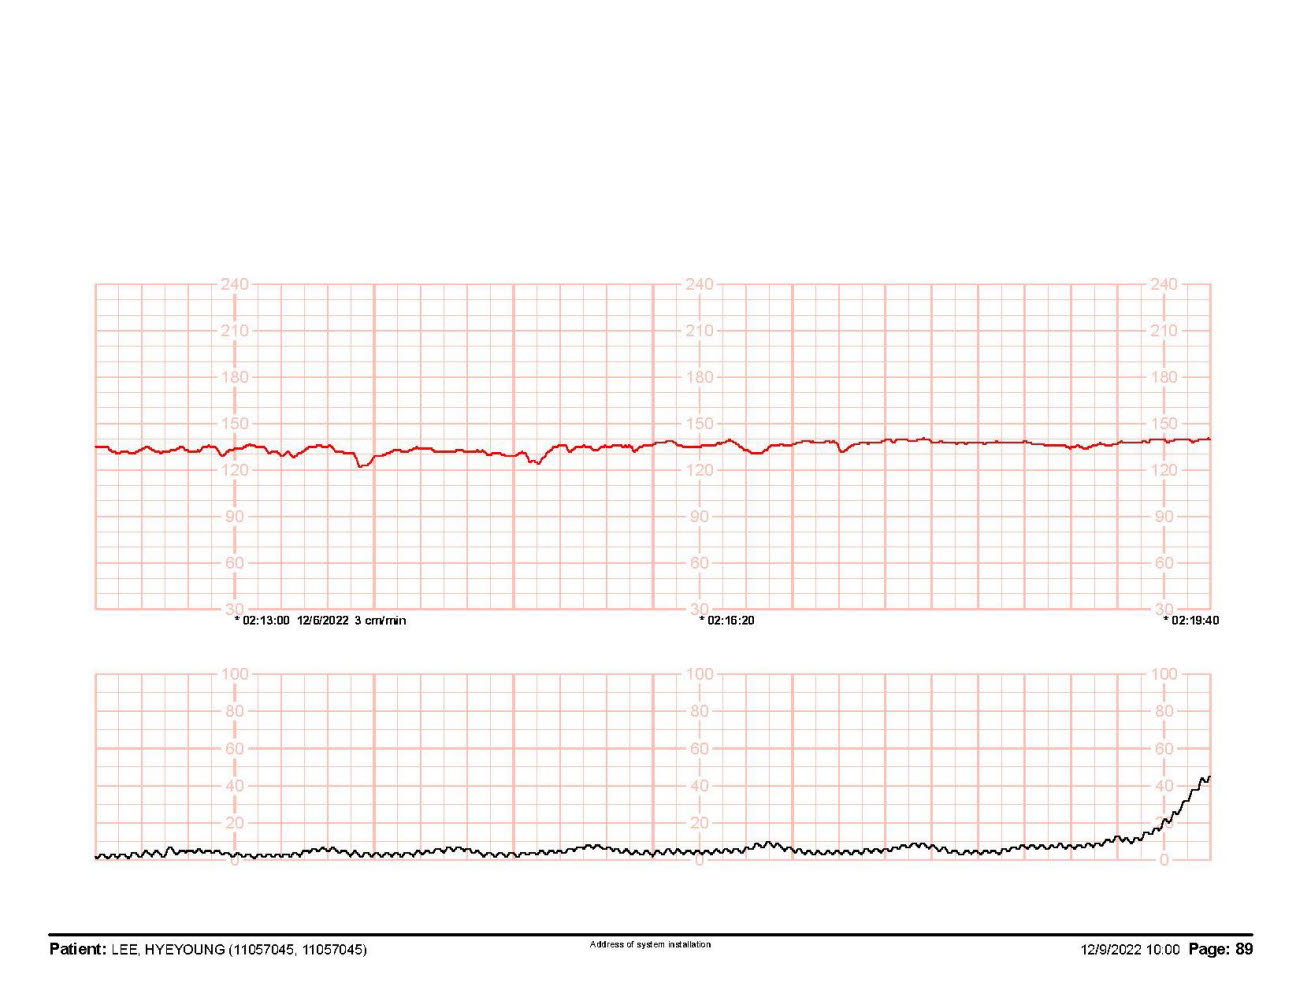 240 240 240
210 210 210
180 180 180
150 150 150
120 120 120
90 90 90
60 60 60
30 30 30
* 02:13:00 12/6/2022 3 cm/min * 02:16:20 * 02:19:40
100 100 100
80 80 80
60 60 60
40 40 40
20 20 20
0 0 0
Patient: LEE, HYEYOUNG (11057045, 11057045) Address of system installation 12/9/2022 10:00 Page: 89